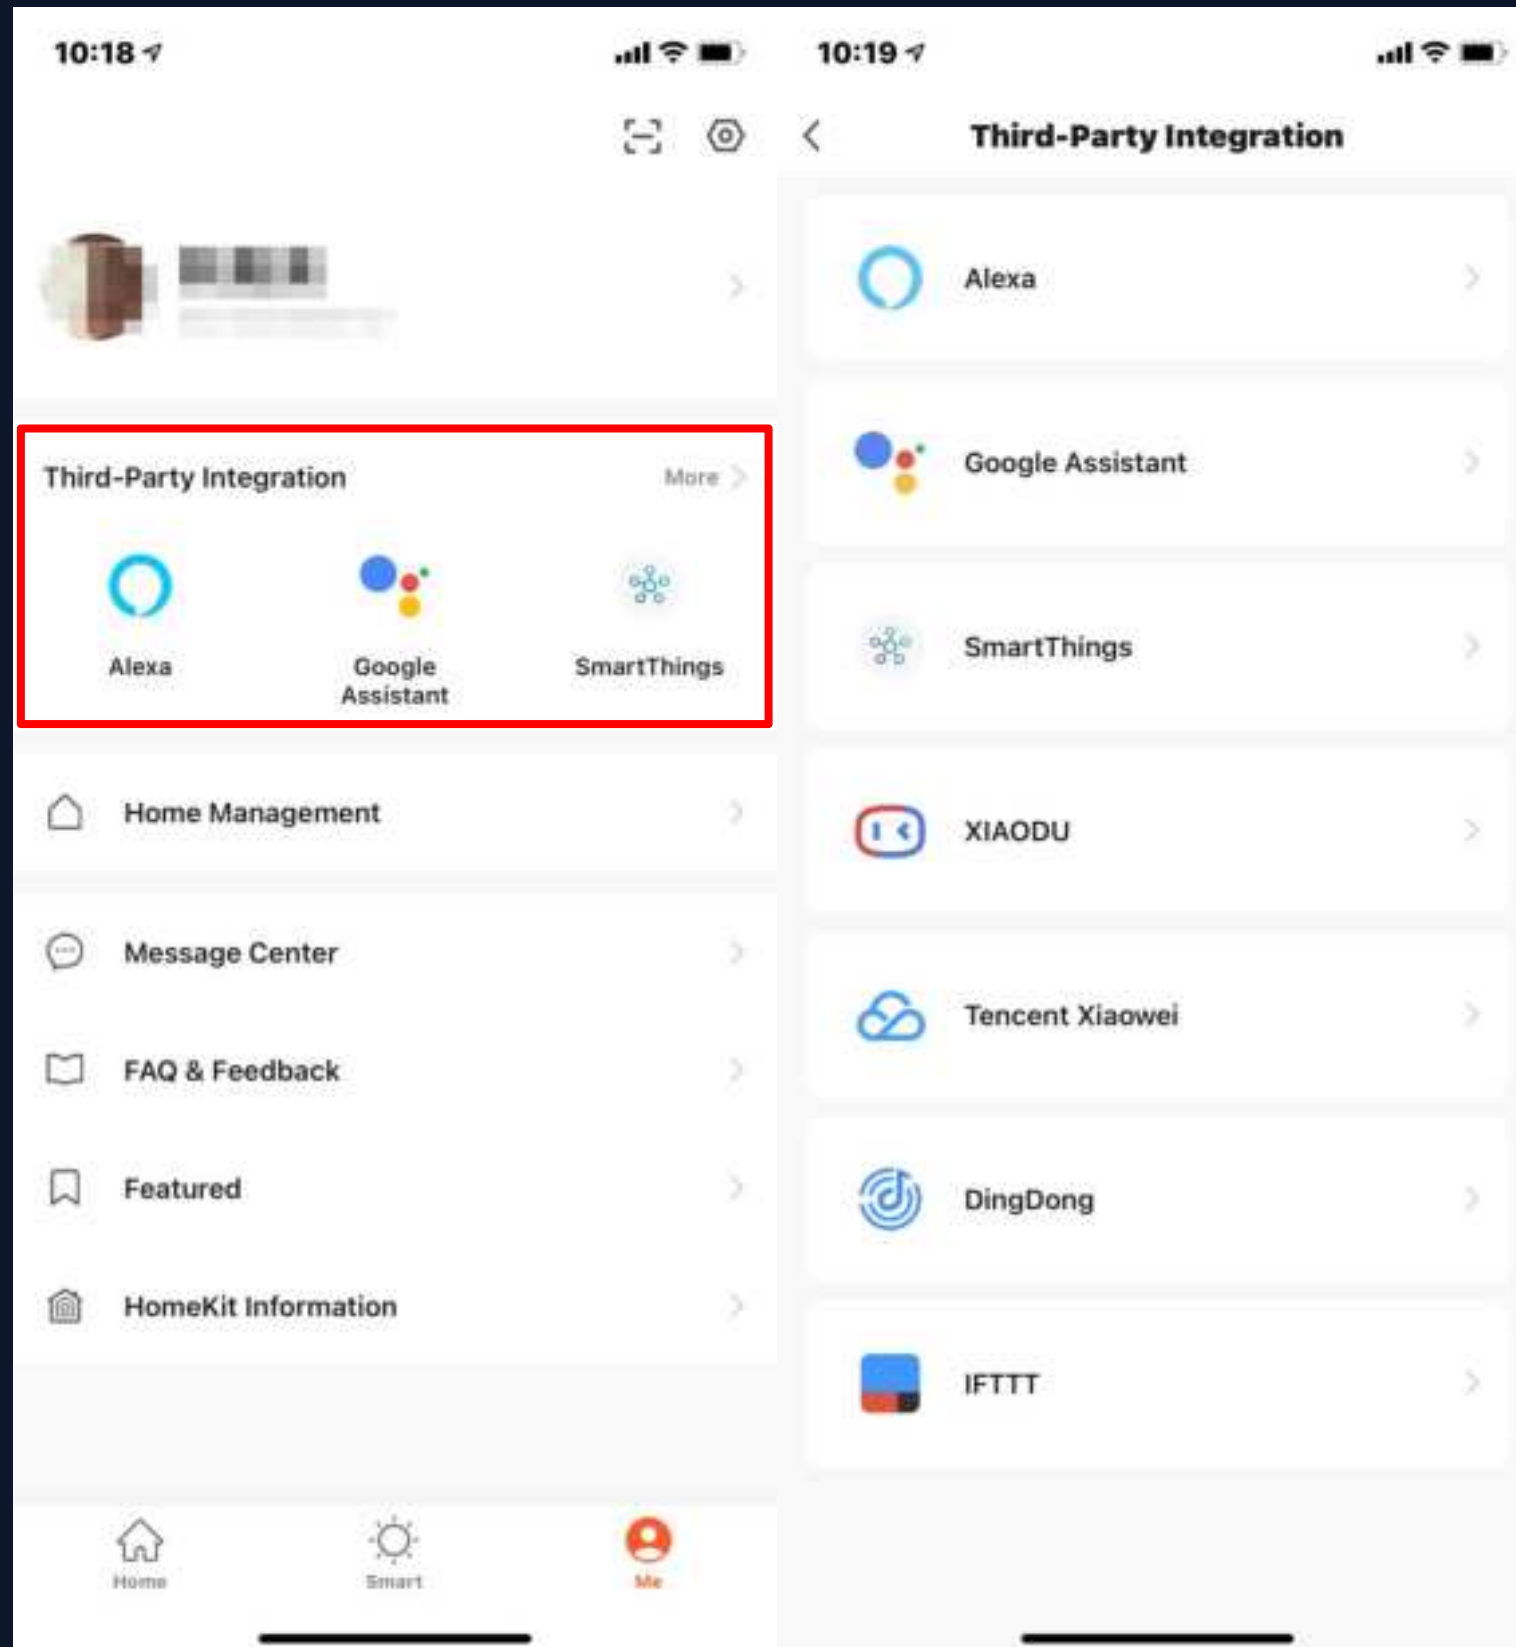 10:18
Third-Party Integration
More
Alexa
Google
Assistant
SmartThings
Home Management
Message Center
FAQ & Feedback
Featured
HomeKit Information
Home
Smart
Me
10:19
Third-Party Integration
Alexa
Google Assistant
SmartThings
XIAODU
Tencent Xiaowei
DingDong
IFTTT